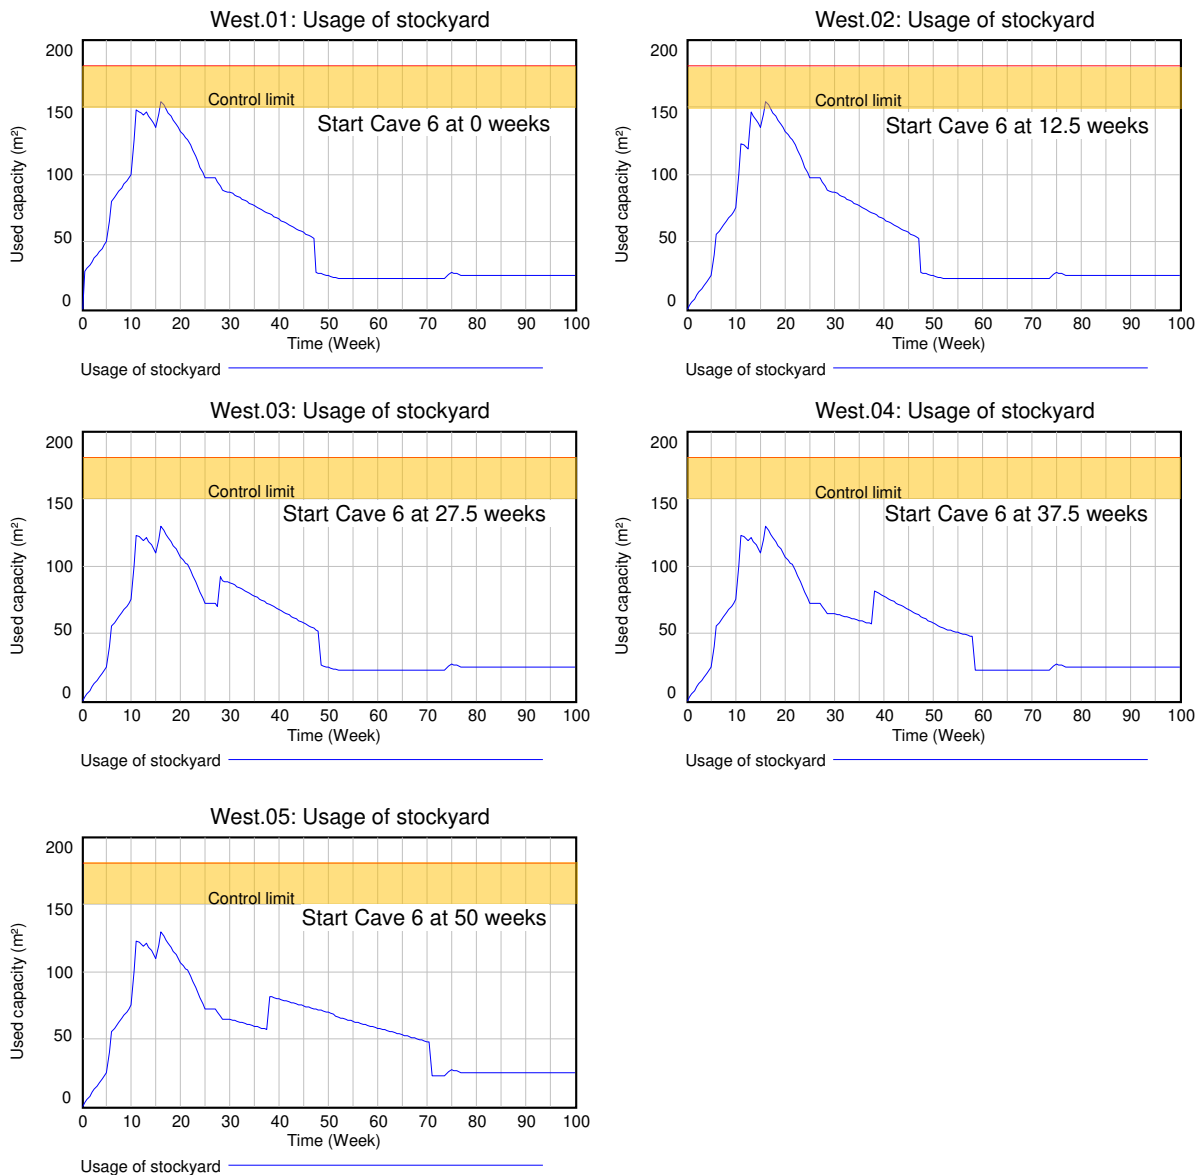 West.01: Usage of stockyard
200
150
100
50
0
Used capacity (m²)
Control limit
Start Cave 6 at 0 weeks
0 10 20 30 40 50 60 70 80 90 100
Time (Week)
Usage of stockyard
West.02: Usage of stockyard
200
150
100
50
0
Used capacity (m²)
Control limit
Start Cave 6 at 12.5 weeks
0 10 20 30 40 50 60 70 80 90 100
Time (Week)
Usage of stockyard
West.03: Usage of stockyard
200
150
100
50
0
Used capacity (m²)
Control limit
Start Cave 6 at 27.5 weeks
0 10 20 30 40 50 60 70 80 90 100
Time (Week)
Usage of stockyard
West.04: Usage of stockyard
200
150
100
50
0
Used capacity (m²)
Control limit
Start Cave 6 at 37.5 weeks
0 10 20 30 40 50 60 70 80 90 100
Time (Week)
Usage of stockyard
West.05: Usage of stockyard
200
150
100
50
0
Used capacity (m²)
Control limit
Start Cave 6 at 50 weeks
0 10 20 30 40 50 60 70 80 90 100
Time (Week)
Usage of stockyard